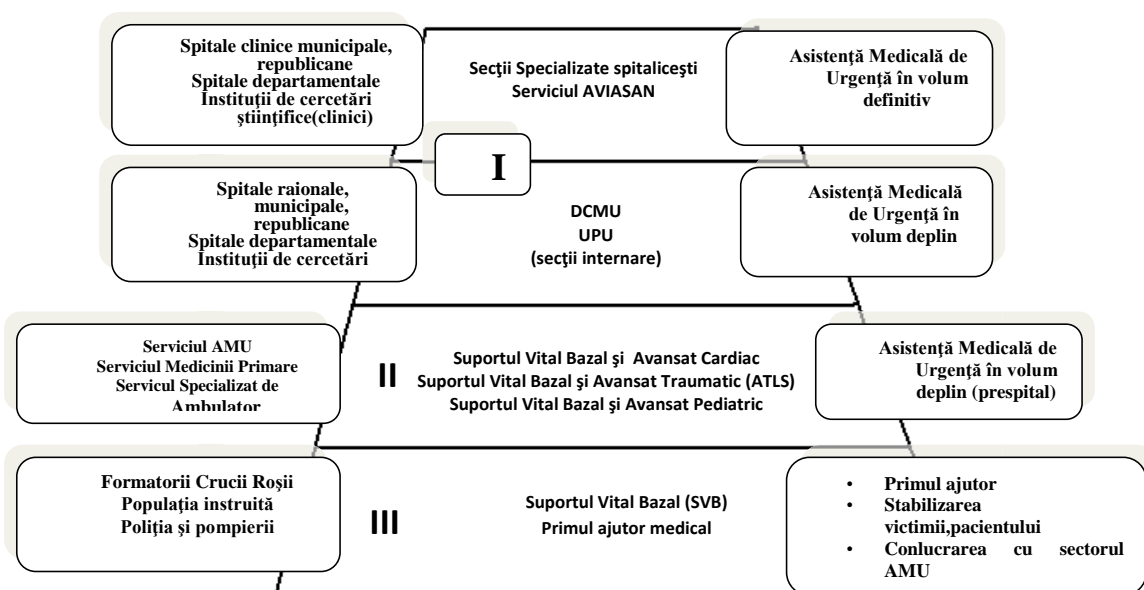 Spitale clinice municipale,
republicane
Spitale departamentale
Instituţii de cercetări
ştiinţifice(clinici)
Secţii Specializate spitaliceşti
Serviciul AVIASAN
Asistenţă Medicală de
Urgenţă în volum
definitiv
I
Spitale raionale,
municipale,
republicane
Spitale departamentale
Instituţii de cercetări
DCMU
UPU
(secţii internare)
Asistenţă Medicală
de Urgenţă în
volum deplin
Serviciul AMU
Serviciul Medicinii Primare
Servicul Specializat de
Ambulator
II
Suportul Vital Bazal şi Avansat Cardiac
Suportul Vital Bazal şi Avansat Traumatic (ATLS)
Suportul Vital Bazal şi Avansat Pediatric
Asistenţă Medicală de
Urgenţă în volum
deplin (prespital)
Formatorii Crucii Roşii
Populaţia instruită
Poliţia şi pompierii
III
Suportul Vital Bazal (SVB)
Primul ajutor medical
• Primul ajutor
• Stabilizarea
victimii,pacientului
• Conlucrarea cu sectorul
AMU